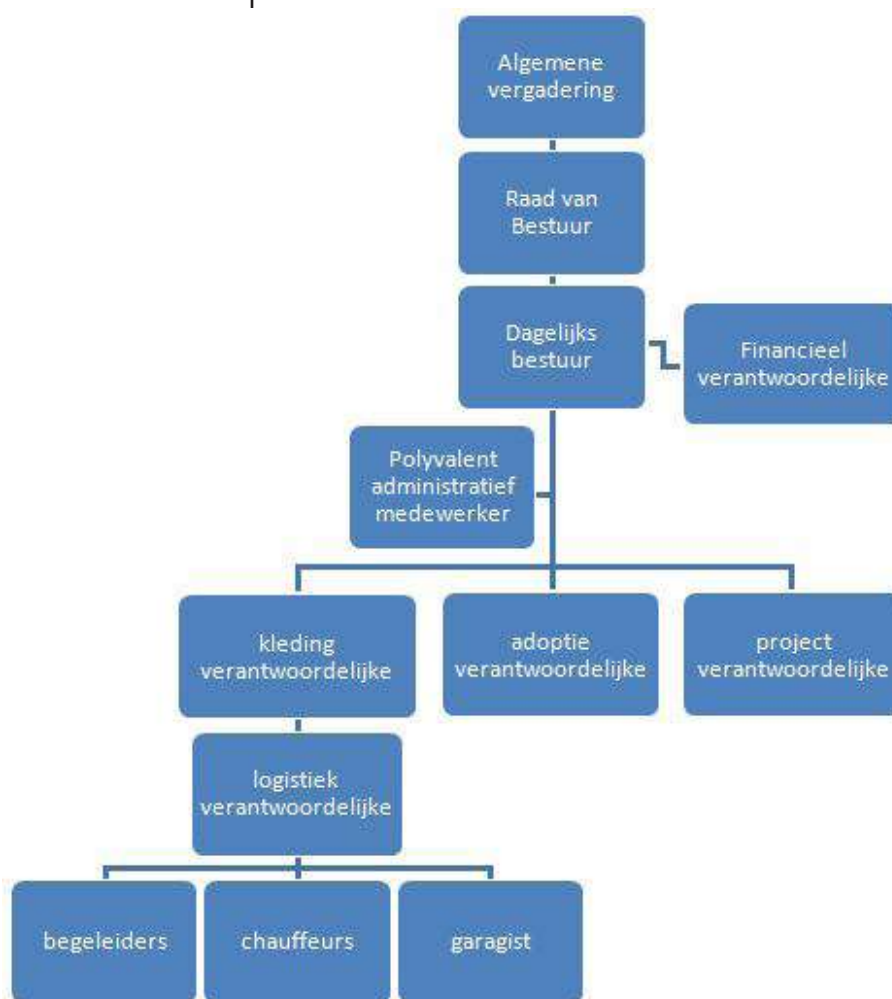 Algemene
vergadering
Raad van
Bestuur
Dagelijks
bestuur
Financieel
verantwoordelijke
Polyvalent
administratief
medewerker
kleding
verantwoordelijke
adoptie
verantwoordelijke
project
verantwoordelijke
logistiek
verantwoordelijke
begeleiders
chauffeurs
garagist